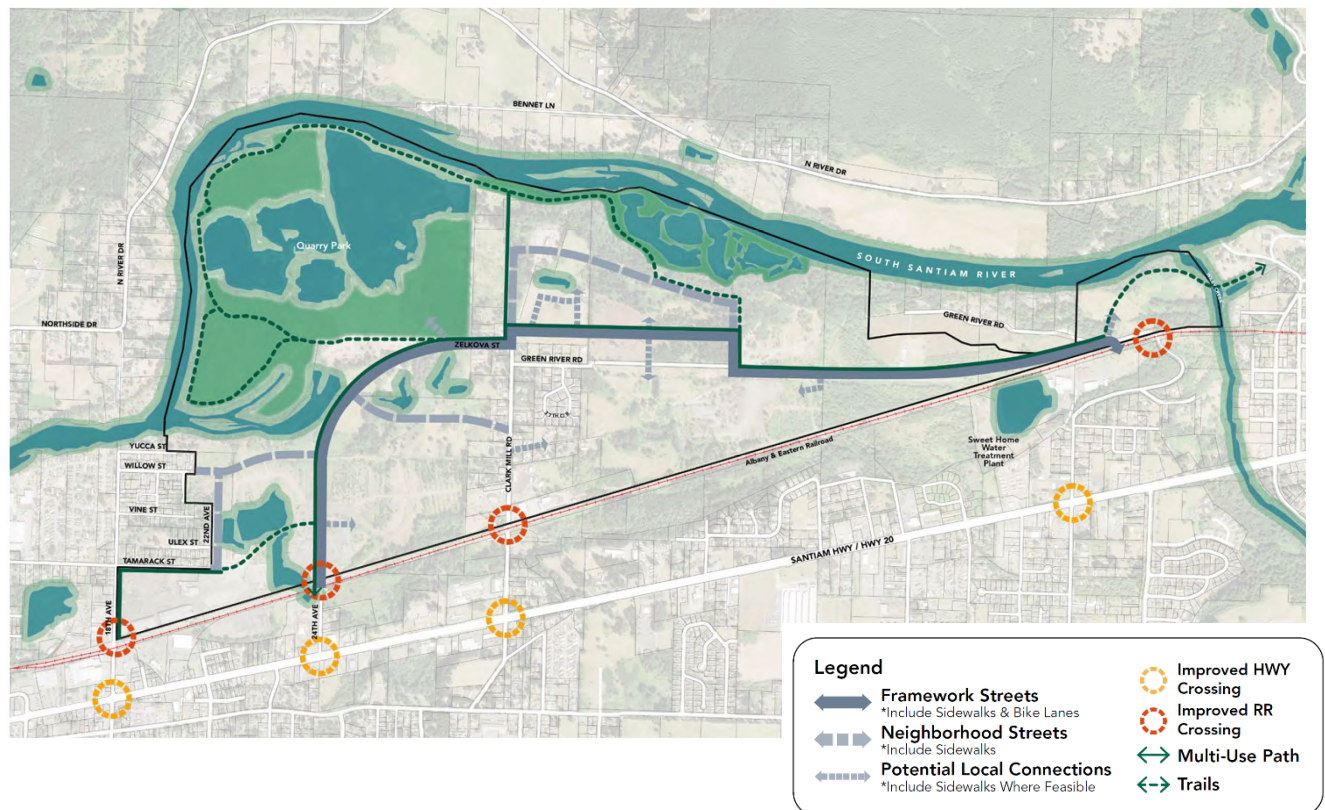 BENNET LN
N RIVER DR
N RIVER DR
Quarry Park
SOUTH SANTIAM RIVER
NORTHSIDE DR
GREEN RIVER RD
ZELKOVA ST
GREEN RIVER RD
YUCCA ST
WILLOW ST
CLARK MILL RD
Albany & Eastern Railroad
Sweet Home
Water
Treatment
Plant
VINE ST
22ND AVE
ULEX ST
TAMARACK ST
SANTIAM HWY / HWY 20
18TH AVE
24TH AVE
Legend
Framework Streets
*Include Sidewalks & Bike Lanes
Neighborhood Streets
*Include Sidewalks
Potential Local Connections
*Include Sidewalks Where Feasible
Improved HWY
Crossing
Improved RR
Crossing
Multi-Use Path
Trails